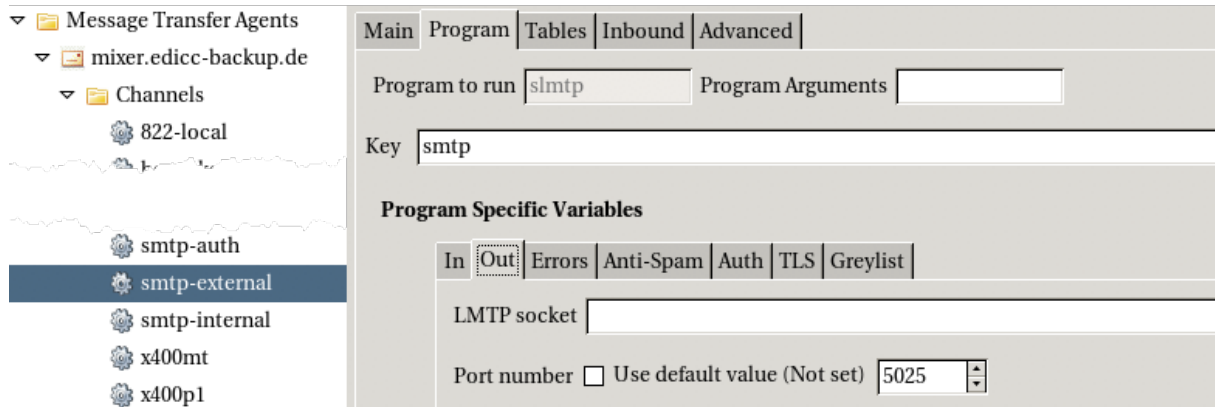 Message Transfer Agents
mixer.edicc-backup.de
Channels
822-local
smtp-auth
smtp-external
smtp-internal
x400mt
x400p1
Main Program Tables Inbound Advanced
Program to run slmtp Program Arguments
Key smtp
Program Specific Variables
In Out Errors Anti-Spam Auth TLS Greylist
LMTP socket
Port number Use default value (Not set) 5025